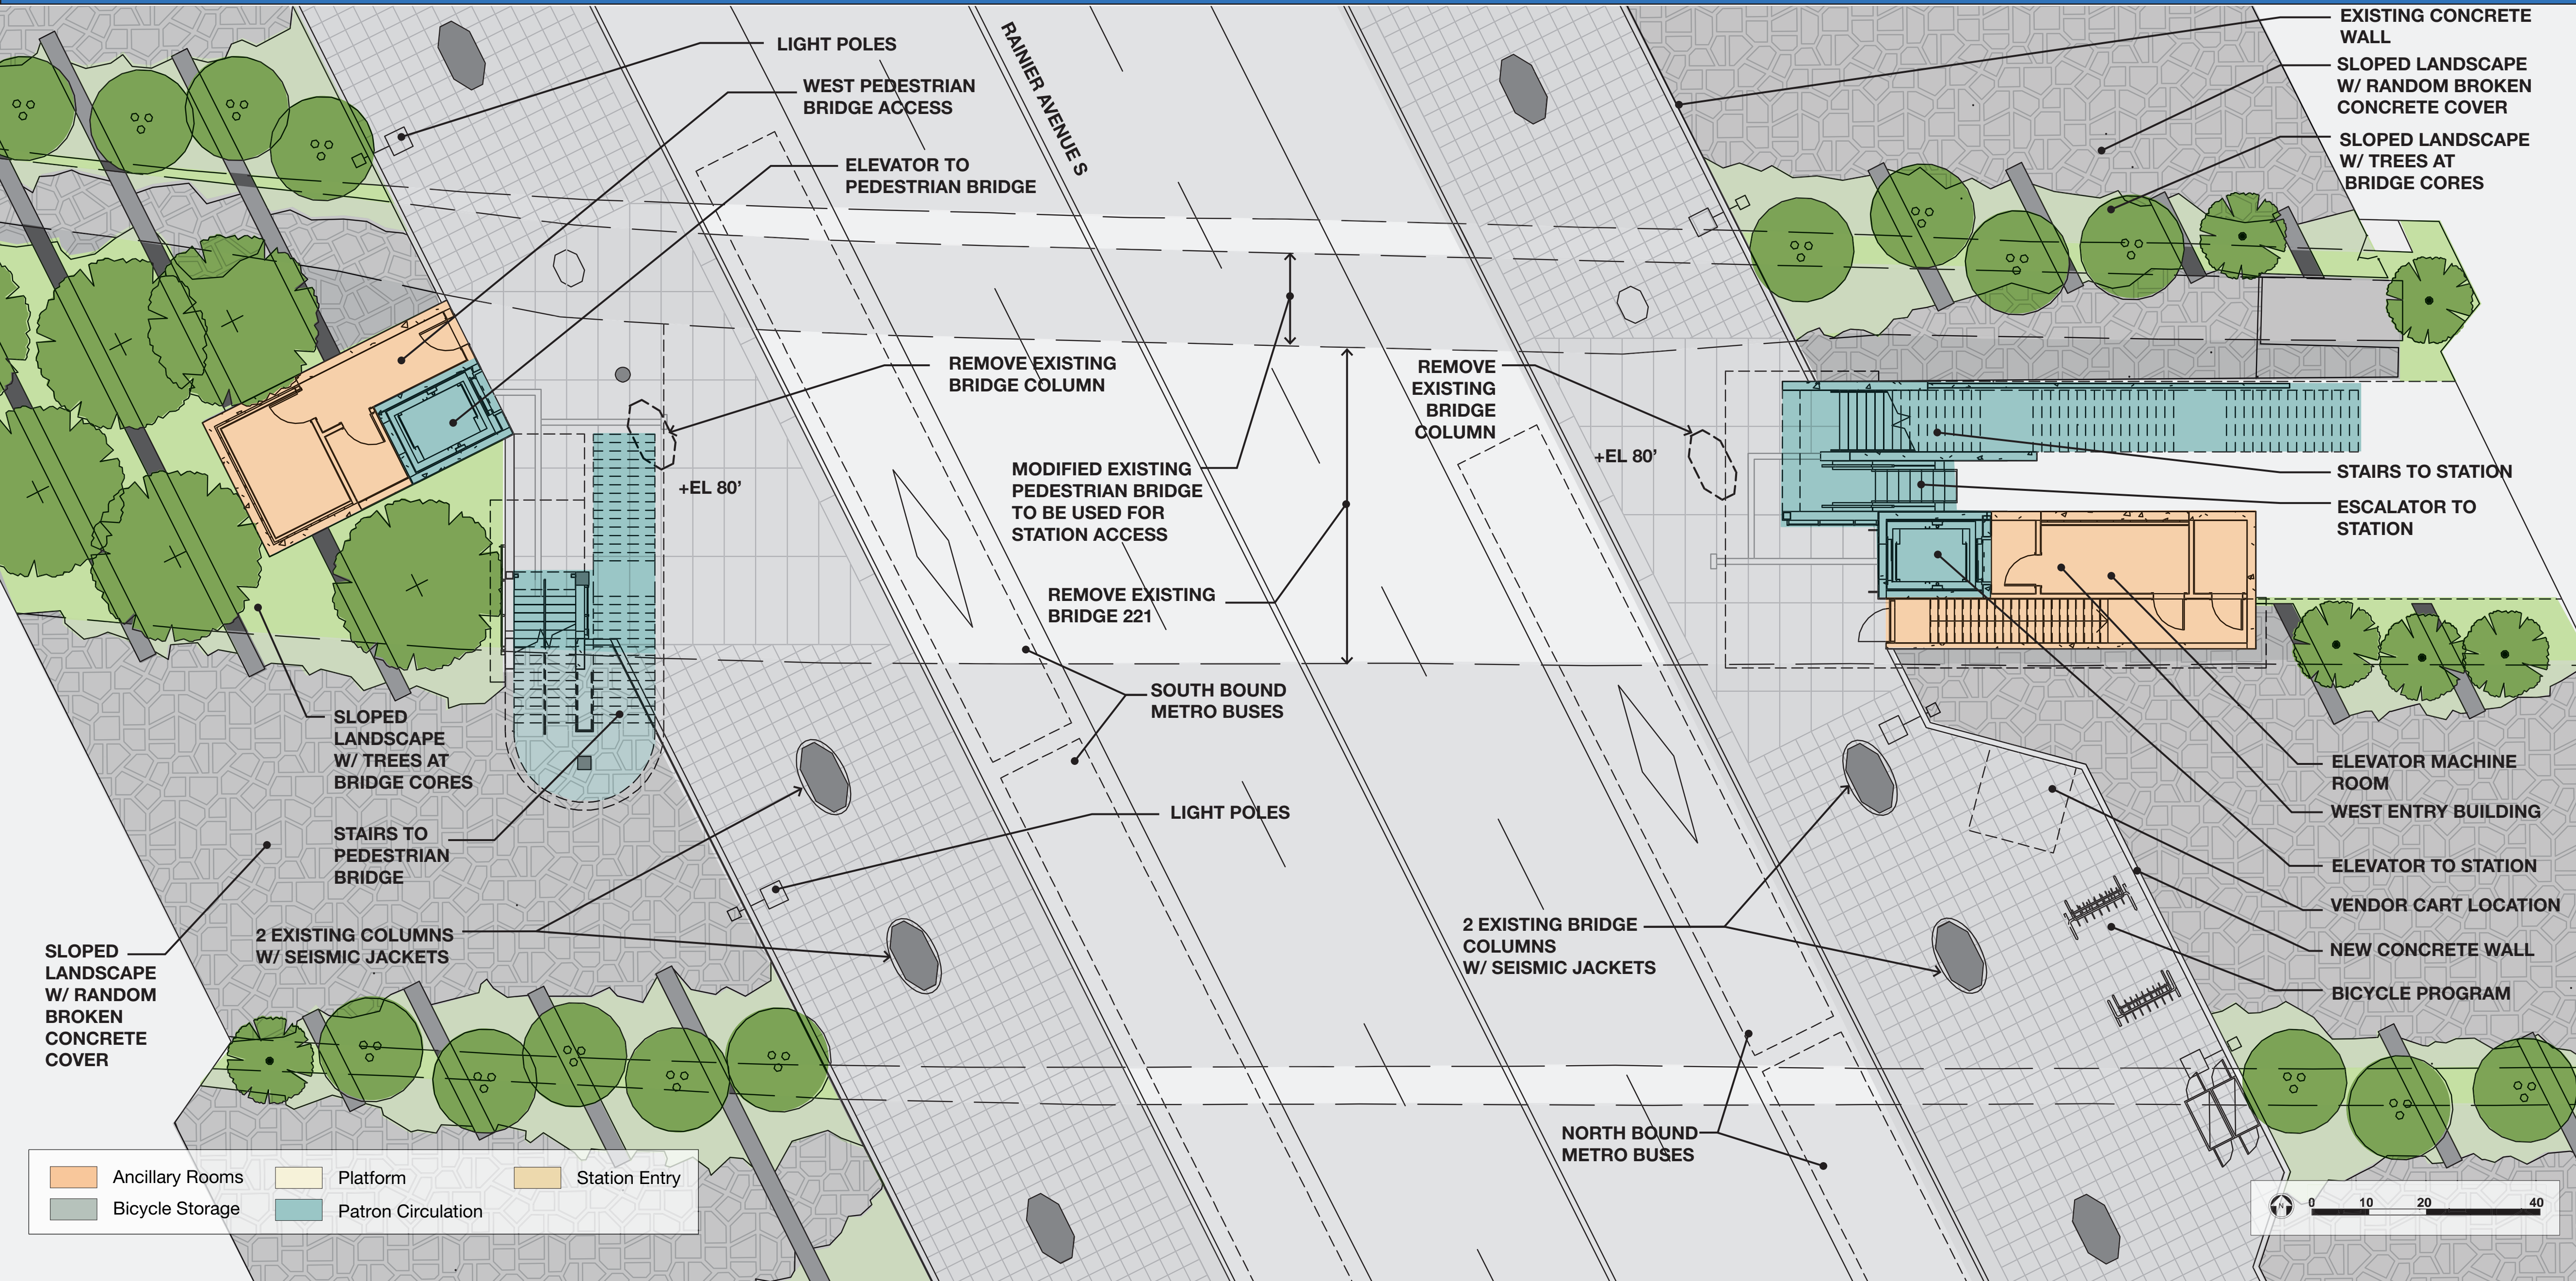 LIGHT POLES
WEST PEDESTRIAN
BRIDGE ACCESS
ELEVATOR TO
PEDESTRIAN BRIDGE
RAINIER AVENUE S
EXISTING CONCRETE
WALL
SLOPED LANDSCAPE
W/ RANDOM BROKEN
CONCRETE COVER
SLOPED LANDSCAPE
W/ TREES AT
BRIDGE CORES
REMOVE EXISTING
BRIDGE COLUMN
REMOVE
EXISTING
BRIDGE
COLUMN
+EL 80’
+EL 80’
MODIFIED EXISTING
PEDESTRIAN BRIDGE
TO BE USED FOR
STATION ACCESS
STAIRS TO STATION
ESCALATOR TO
STATION
REMOVE EXISTING
BRIDGE 221
SOUTH BOUND
METRO BUSES
SLOPED
LANDSCAPE
W/ TREES AT
BRIDGE CORES
LIGHT POLES
STAIRS TO
PEDESTRIAN
BRIDGE
2 EXISTING COLUMNS
W/ SEISMIC JACKETS
SLOPED
LANDSCAPE
W/ RANDOM
BROKEN
CONCRETE
COVER
2 EXISTING BRIDGE
COLUMNS
W/ SEISMIC JACKETS
ELEVATOR MACHINE
ROOM
WEST ENTRY BUILDING
ELEVATOR TO STATION
VENDOR CART LOCATION
NEW CONCRETE WALL
BICYCLE PROGRAM
NORTH BOUND
METRO BUSES
Ancillary Rooms
Platform
Station Entry
Bicycle Storage
Patron Circulation
N
0 10 20 40